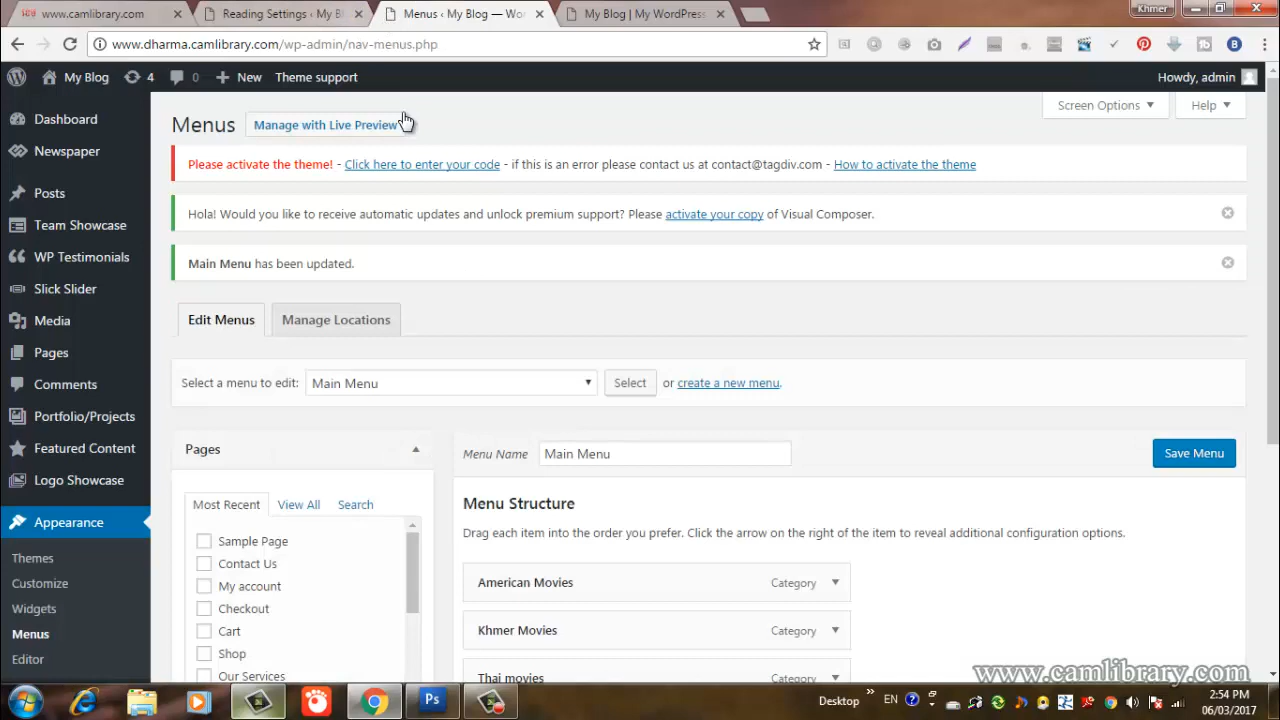 www.camlibrary.com
Reading Settings ‹ My B
Menus ‹ My Blog — Wo
My Blog | My WordPress
Khmer
www.dharma.camlibrary.com/wp-admin/nav-menus.php
My Blog 4 0 New Theme support
Howdy, admin
Screen Options
Help
Menus
Manage with Live Preview
Please activate the theme! - Click here to enter your code - if this is an error please contact us at contact@tagdiv.com - How to activate the theme
Hola! Would you like to receive automatic updates and unlock premium support? Please activate your copy of Visual Composer.
Main Menu has been updated.
Edit Menus
Manage Locations
Select a menu to edit: Main Menu Select or create a new menu.
Dashboard
Newspaper
Posts
Team Showcase
WP Testimonials
Slick Slider
Media
Pages
Comments
Portfolio/Projects
Featured Content
Logo Showcase
Appearance
Themes
Customize
Widgets
Menus
Editor
Pages
Most Recent View All Search
Sample Page
Contact Us
My account
Checkout
Cart
Shop
Our Services
Menu Name Main Menu
Save Menu
Menu Structure
Drag each item into the order you prefer. Click the arrow on the right of the item to reveal additional configuration options.
American Movies Category
Khmer Movies Category
Thai movies Category
www.camlibrary.com
Ps
Desktop
EN
2:54 PM
06/03/2017